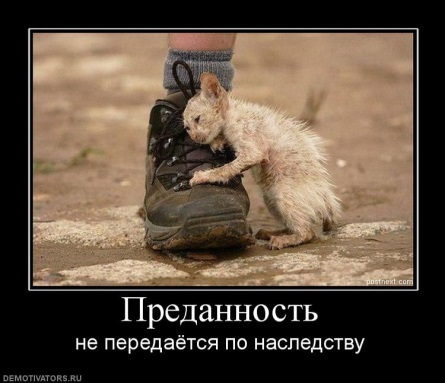 postnext.com
Преданность
не передаётся по наследству
DEMOTIVATORS.RU